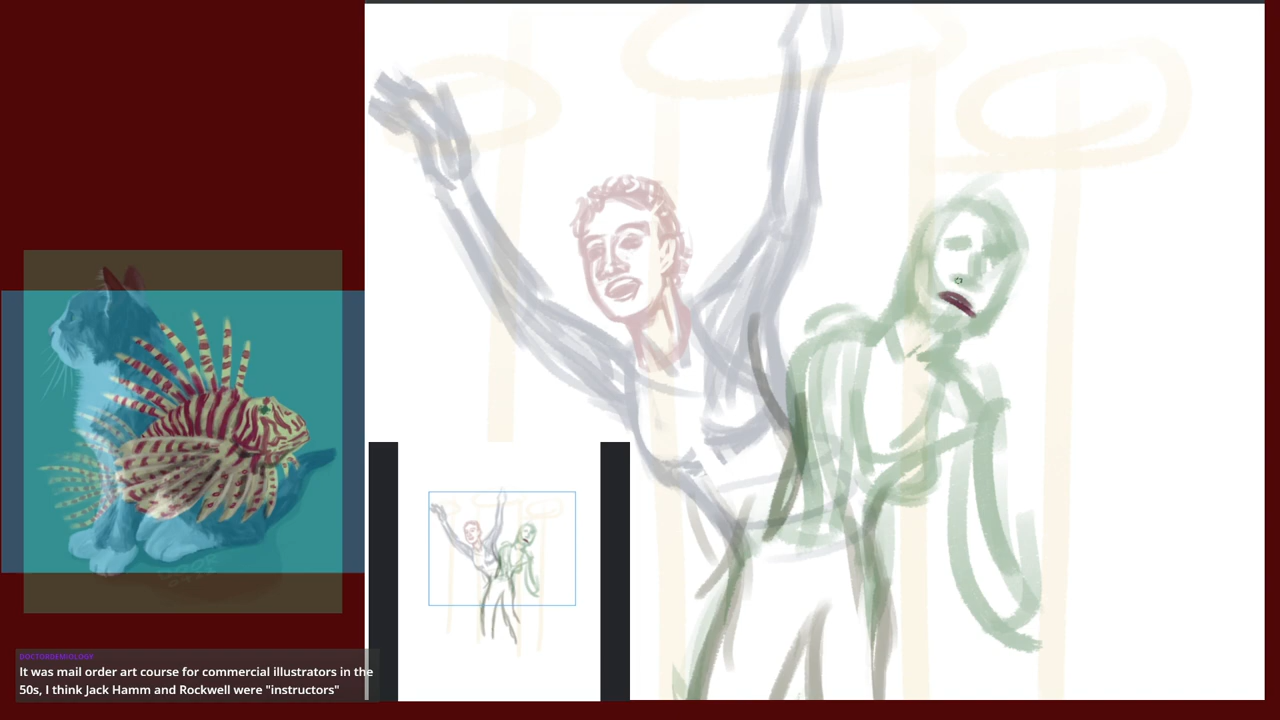 DOCTORSEMIOLOGY
It was mail order art course for commercial illustrators in the
50s, I think Jack Hamm and Rockwell were "instructors"